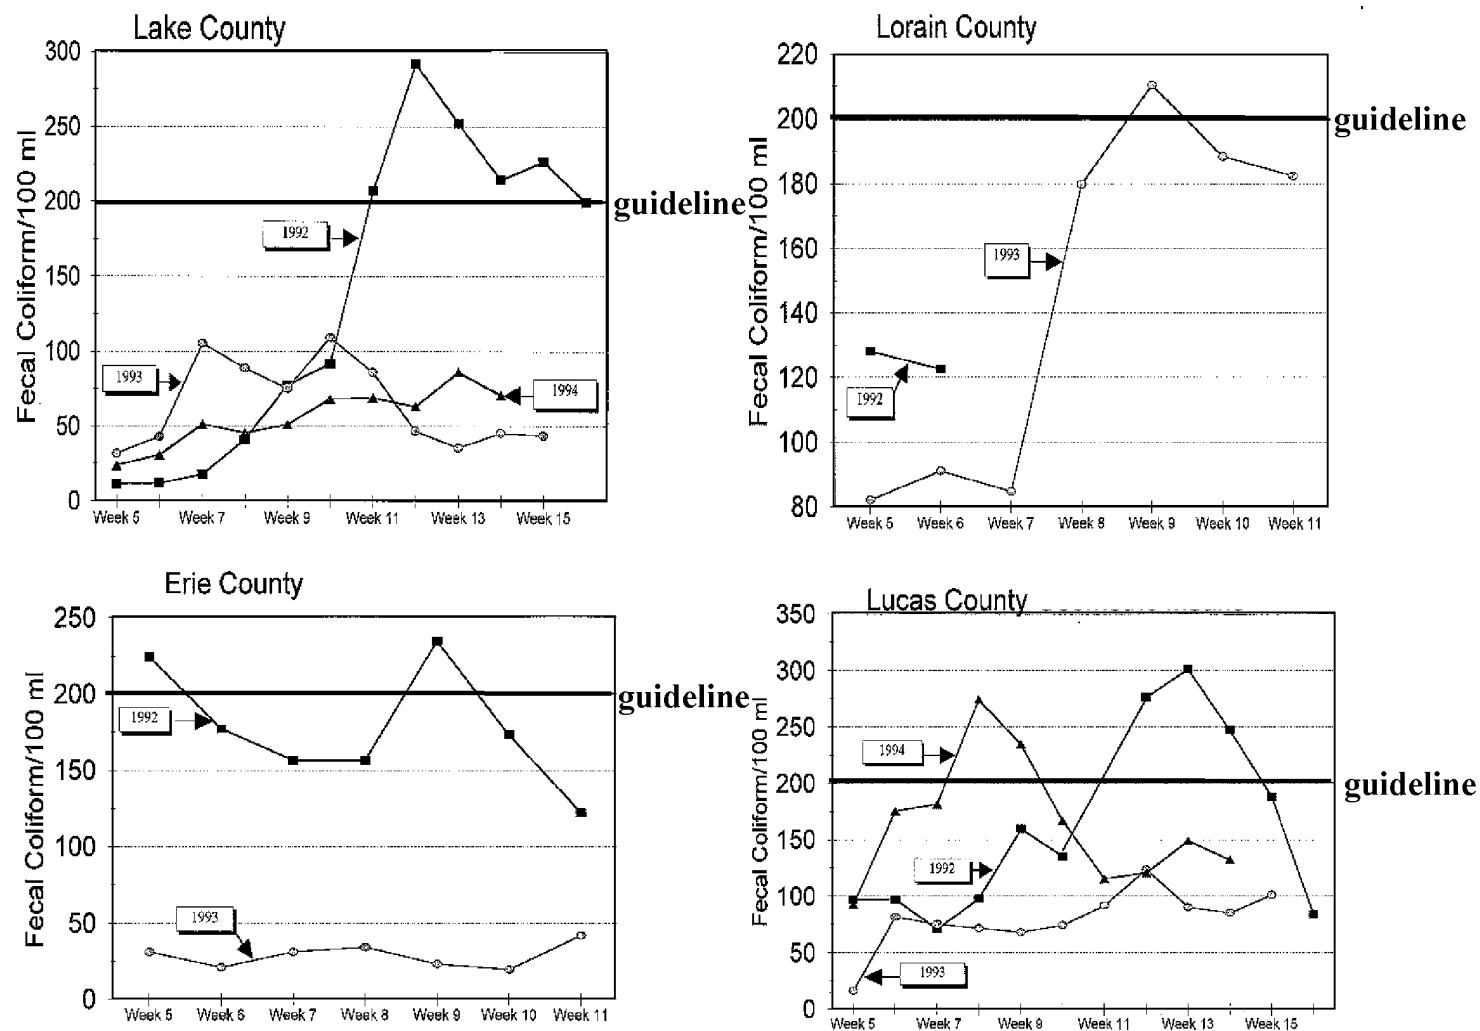 Lake County
Fecal Coliform/100 ml
300
250
200
150
100
50
0
guideline
1992
1993
1994
Week 5 Week 7 Week 9 Week 11 Week 13 Week 15
Lorain County
Fecal Coliform/100 ml
220
200
180
160
140
120
100
80
guideline
1993
1992
Week 5 Week 6 Week 7 Week 8 Week 9 Week 10 Week 11
Erie County
Fecal Coliform/100 ml
250
200
150
100
50
0
guideline
1992
1993
Week 5 Week 6 Week 7 Week 8 Week 9 Week 10 Week 11
Lucas County
Fecal Coliform/100 ml
350
300
250
200
150
100
50
0
guideline
1994
1992
1993
Week 5 Week 7 Week 9 Week 11 Week 13 Week 15